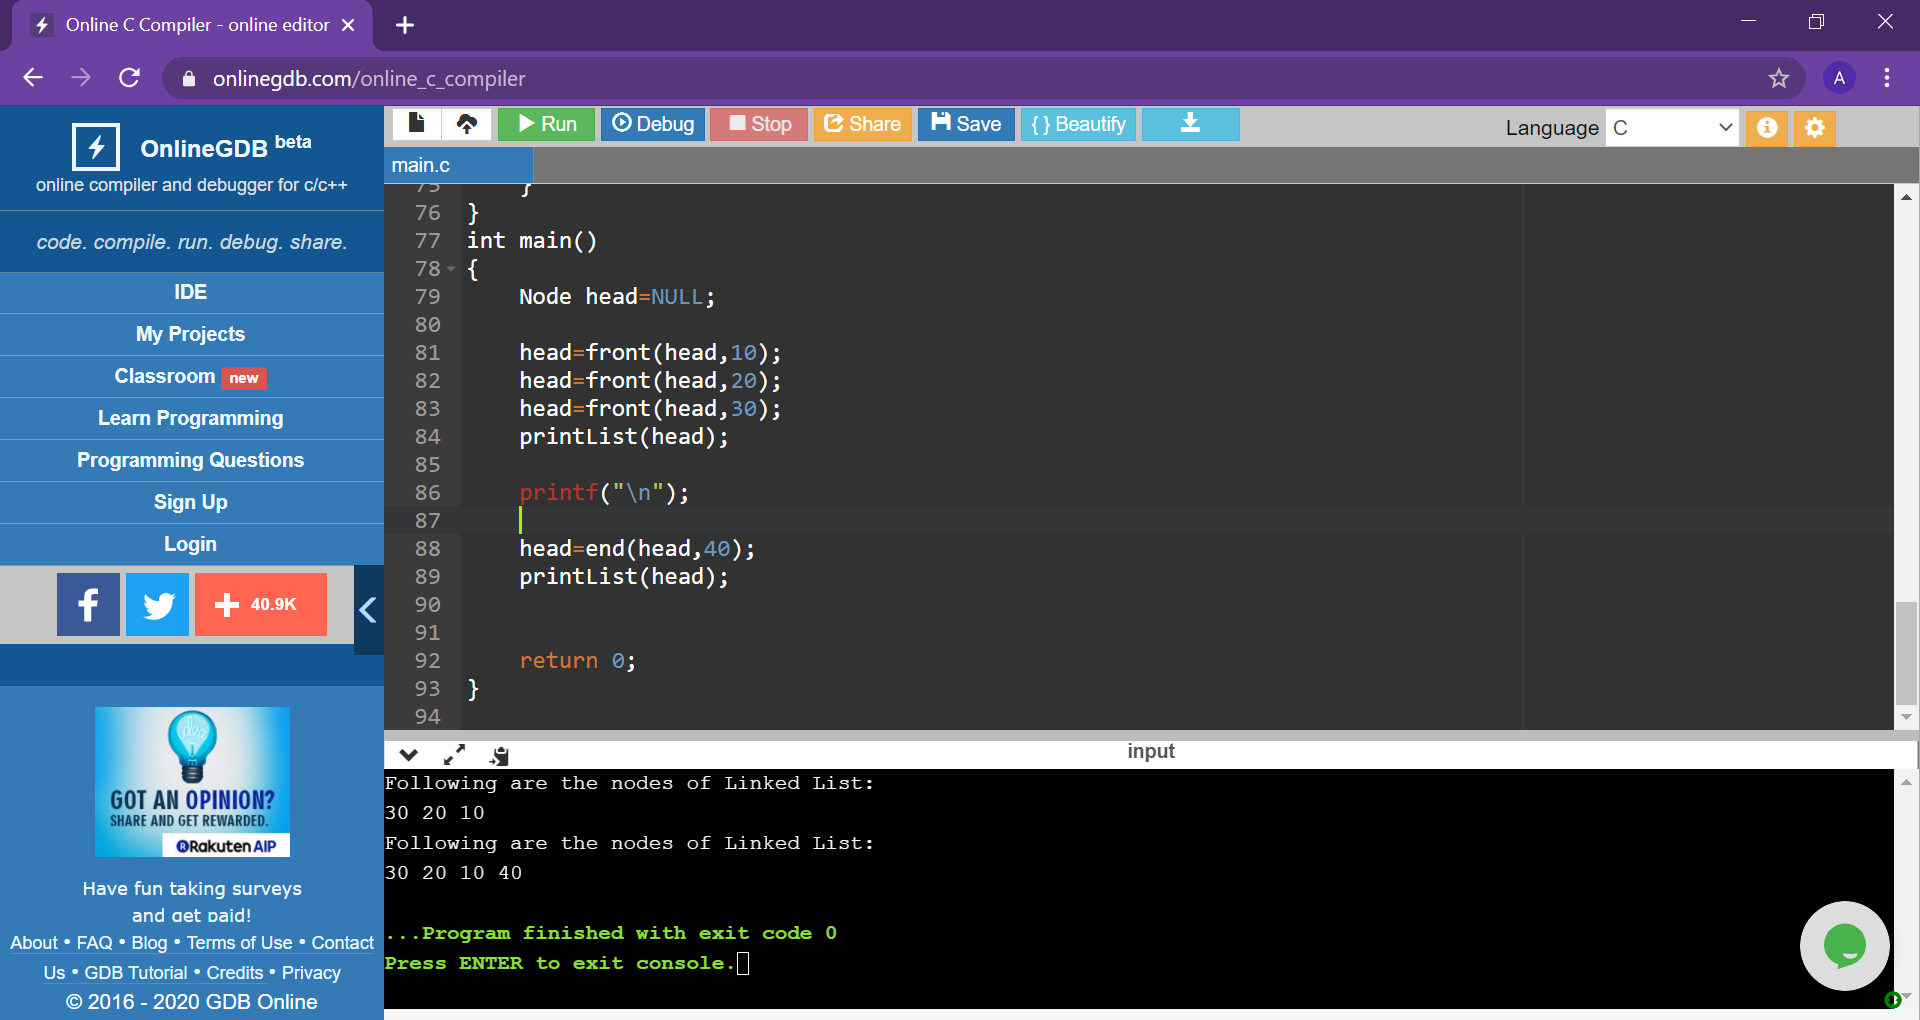 Online C Compiler - online editor
onlinegdb.com/online_c_compiler
A
OnlineGDB beta
online compiler and debugger for c/c++
code. compile. run. debug. share.
IDE
My Projects
Classroom new
Learn Programming
Programming Questions
Sign Up
Login
f
40.9K
idea
GOT AN OPINION?
SHARE AND GET REWARDED.
Rakuten AIP
Have fun taking surveys
and get paid!
About • FAQ • Blog • Terms of Use • Contact
Us • GDB Tutorial • Credits • Privacy
© 2016 - 2020 GDB Online
Run Debug Stop Share Save { } Beautify
Language C
main.c
75 }
76 }
77 int main()
78 {
79 Node head=NULL;
80
81 head=front(head,10);
82 head=front(head,20);
83 head=front(head,30);
84 printList(head);
85
86 printf("\n");
87
88 head=end(head,40);
89 printList(head);
90
91
92 return 0;
93 }
94
input
Following are the nodes of Linked List:
30 20 10
Following are the nodes of Linked List:
30 20 10 40
...Program finished with exit code 0
Press ENTER to exit console.